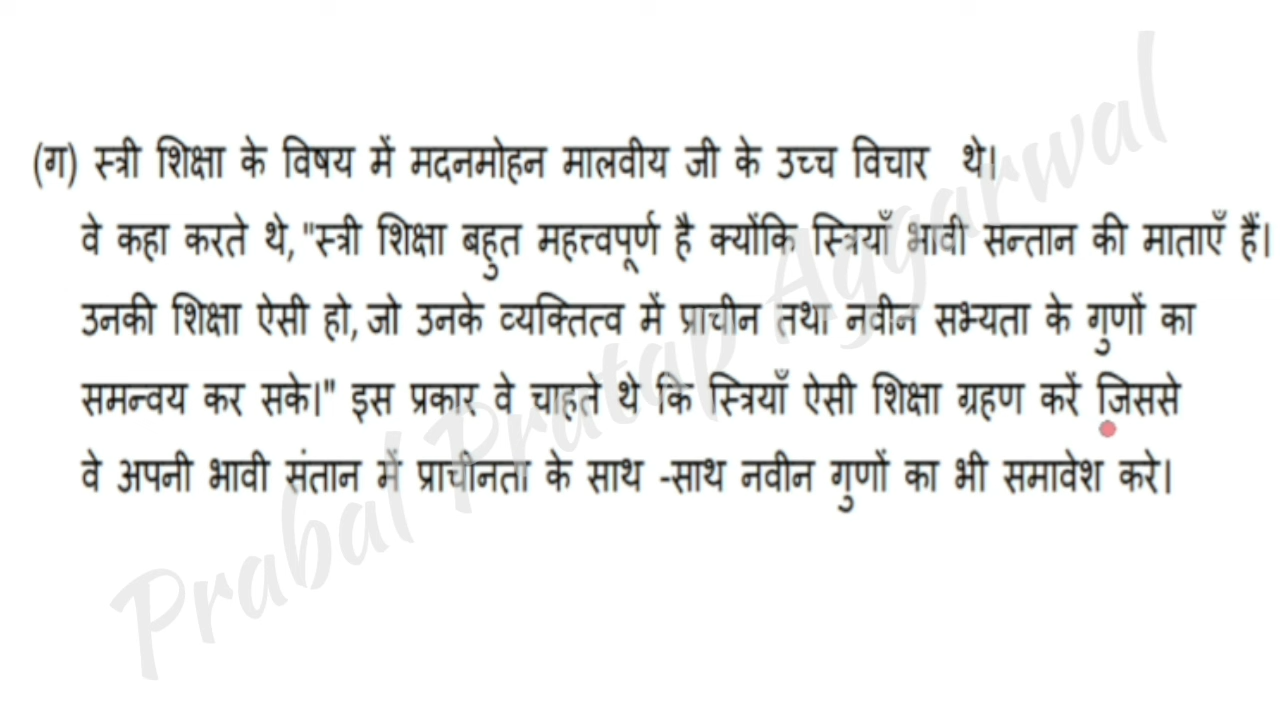 (ग) स्त्री शिक्षा के विषय में मदनमोहन मालवीय जी के उच्च विचार थे।
वे कहा करते थे, "स्त्री शिक्षा बहुत महत्त्वपूर्ण है क्योंकि स्त्रियाँ भावी सन्तान की माताएँ हैं।
उनकी शिक्षा ऐसी हो, जो उनके व्यक्तित्व में प्राचीन तथा नवीन सभ्यता के गुणों का
समन्वय कर सके।" इस प्रकार वे चाहते थे कि स्त्रियाँ ऐसी शिक्षा ग्रहण करें जिससे
वे अपनी भावी संतान में प्राचीनता के साथ -साथ नवीन गुणों का भी समावेश करे।
Prabal Pratap Aggarwal